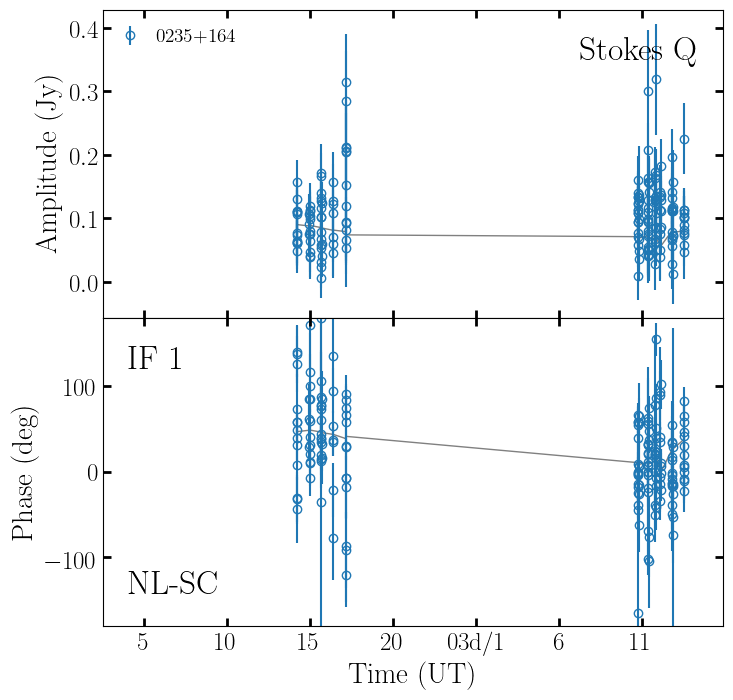 0235+164
Stokes Q
0.4
0.3
0.2
0.1
0.0
Amplitude (Jy)
IF 1
100
0
−100
Phase (deg)
NL-SC
5 10 15 20 03d/1 6 11
Time (UT)